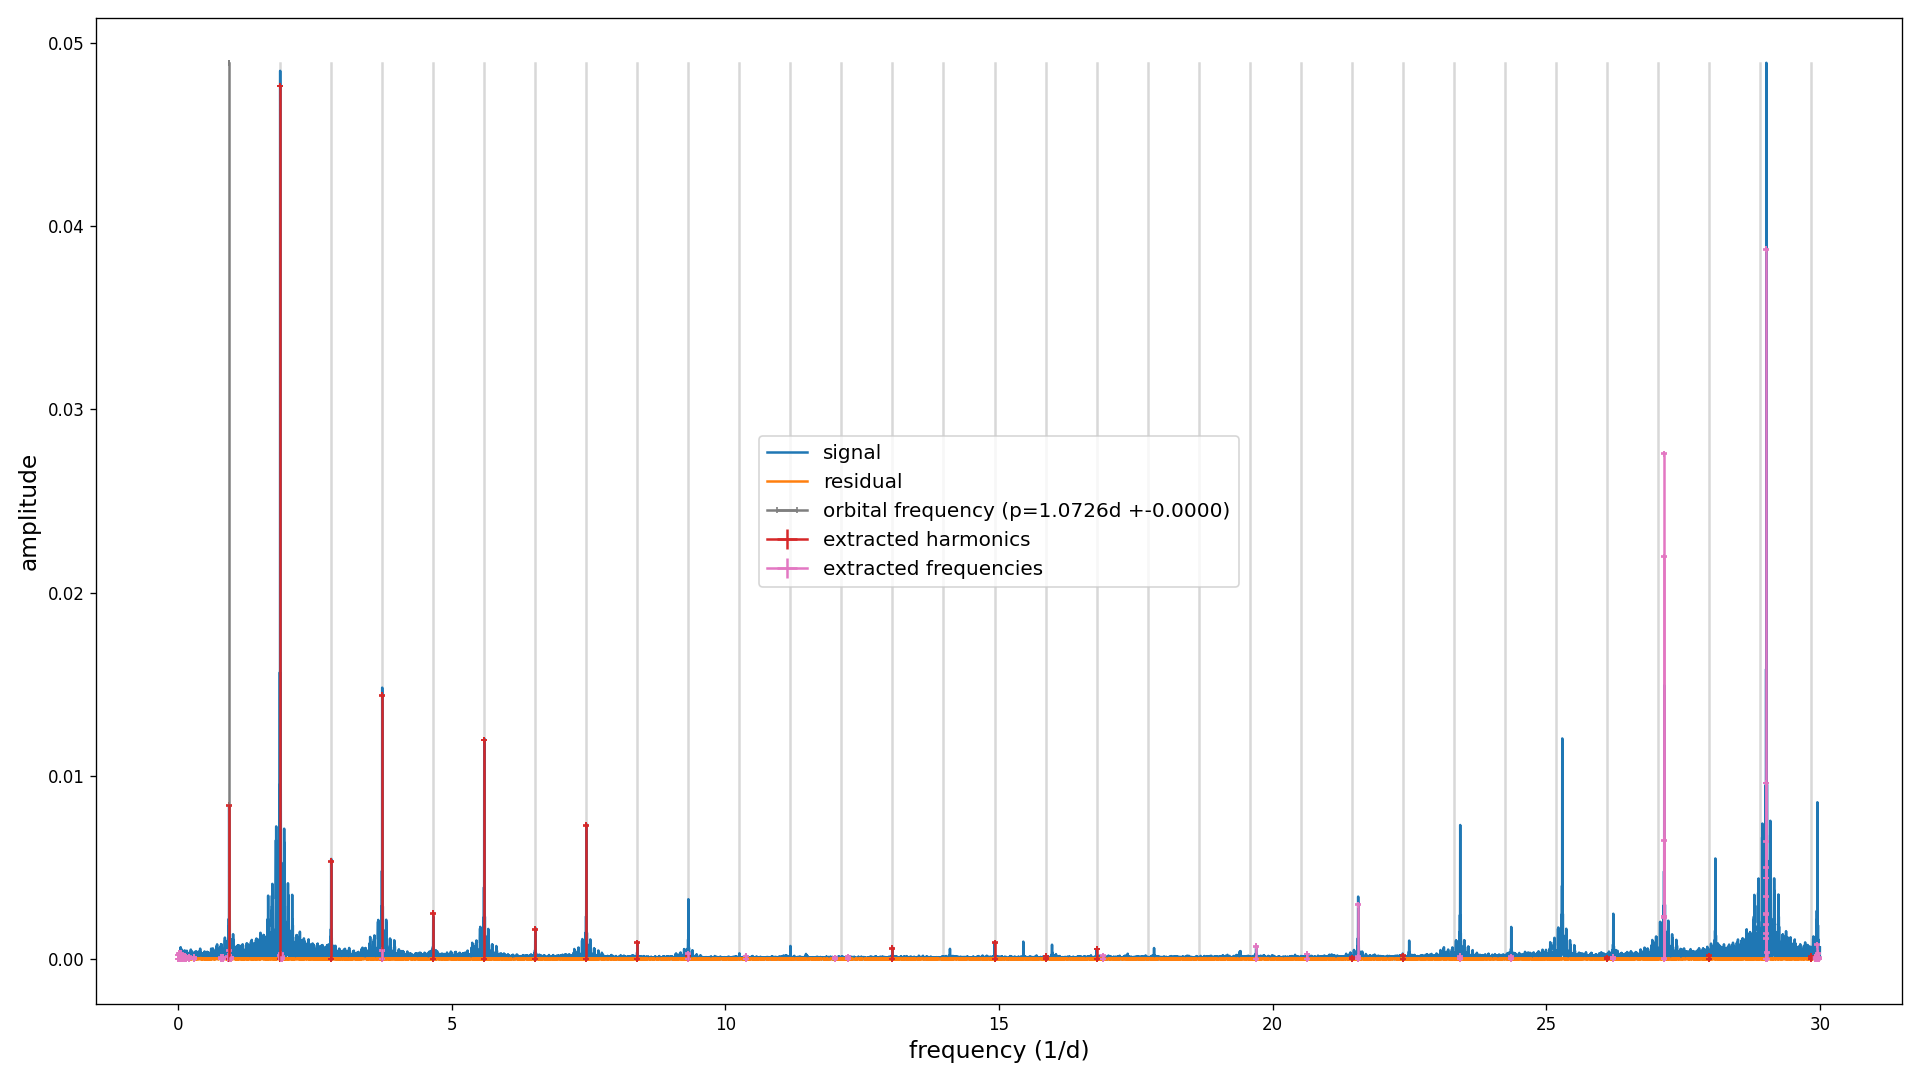 0.05
0.04
0.03
0.02
0.01
0.00
amplitude
signal
residual
orbital frequency (p=1.0726d +-0.0000)
extracted harmonics
extracted frequencies
0 5 10 15 20 25 30
frequency (1/d)